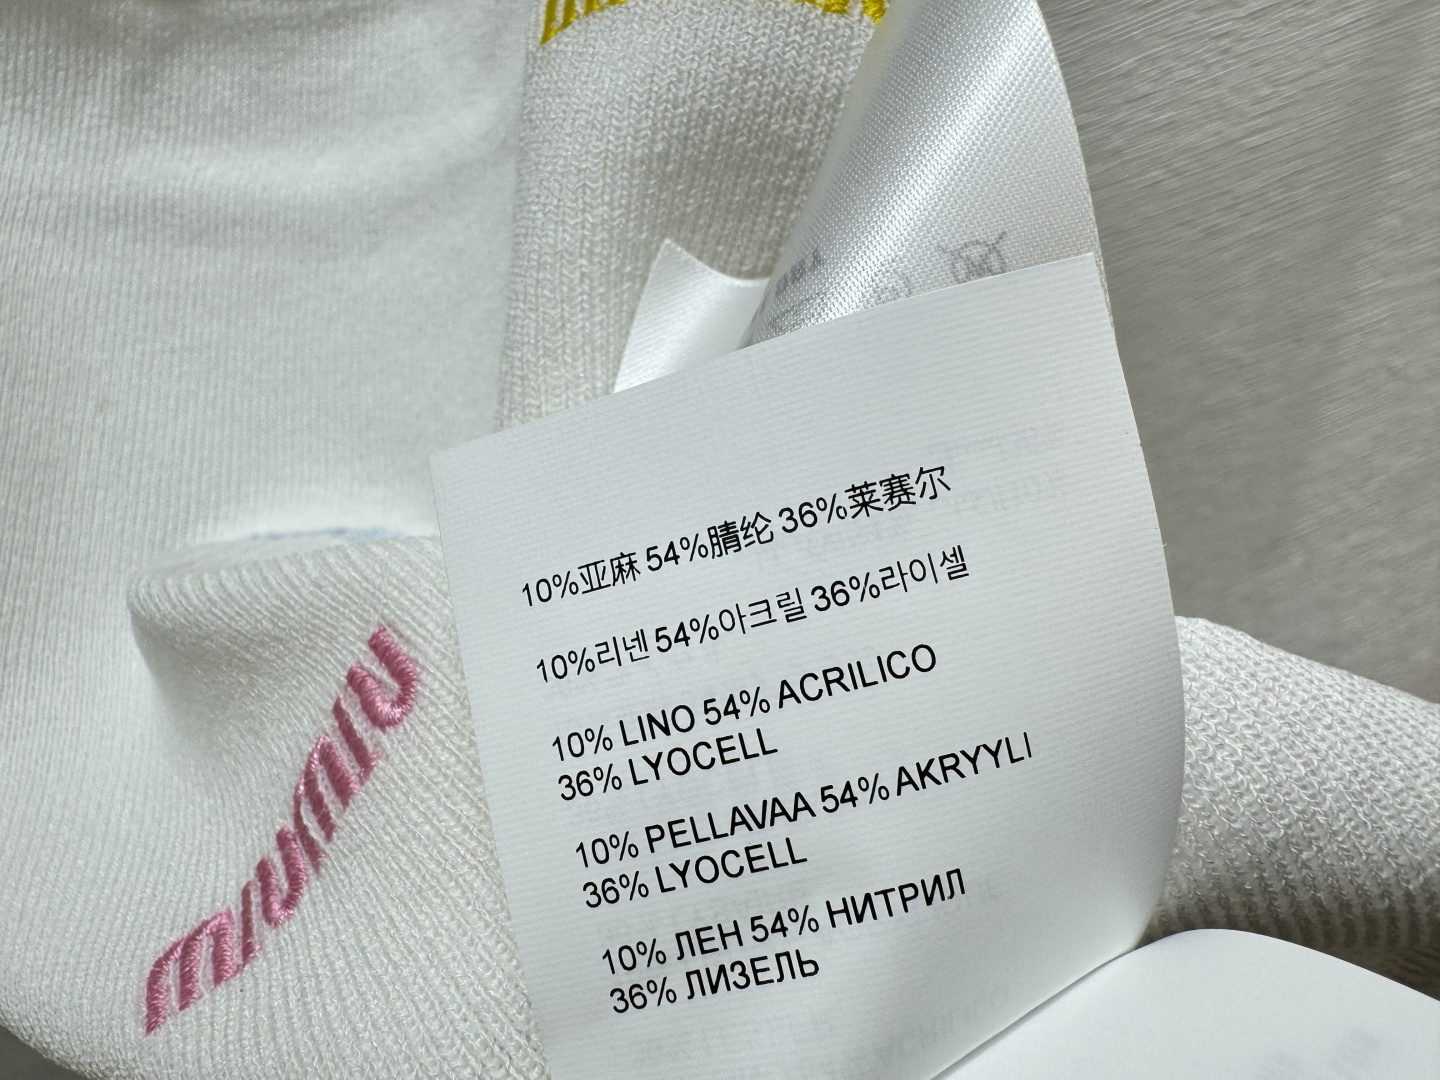 miumiu
10%亚麻 54%腈纶 36%莱赛尔
10%리넨 54%아크릴 36%라이셀
10% LINO 54% ACRILICO
36% LYOCELL
10% PELLAVAA 54% AKRYYLI
36% LYOCELL
10% ЛЕН 54% НИТРИЛ
36% ЛИЗЕЛЬ